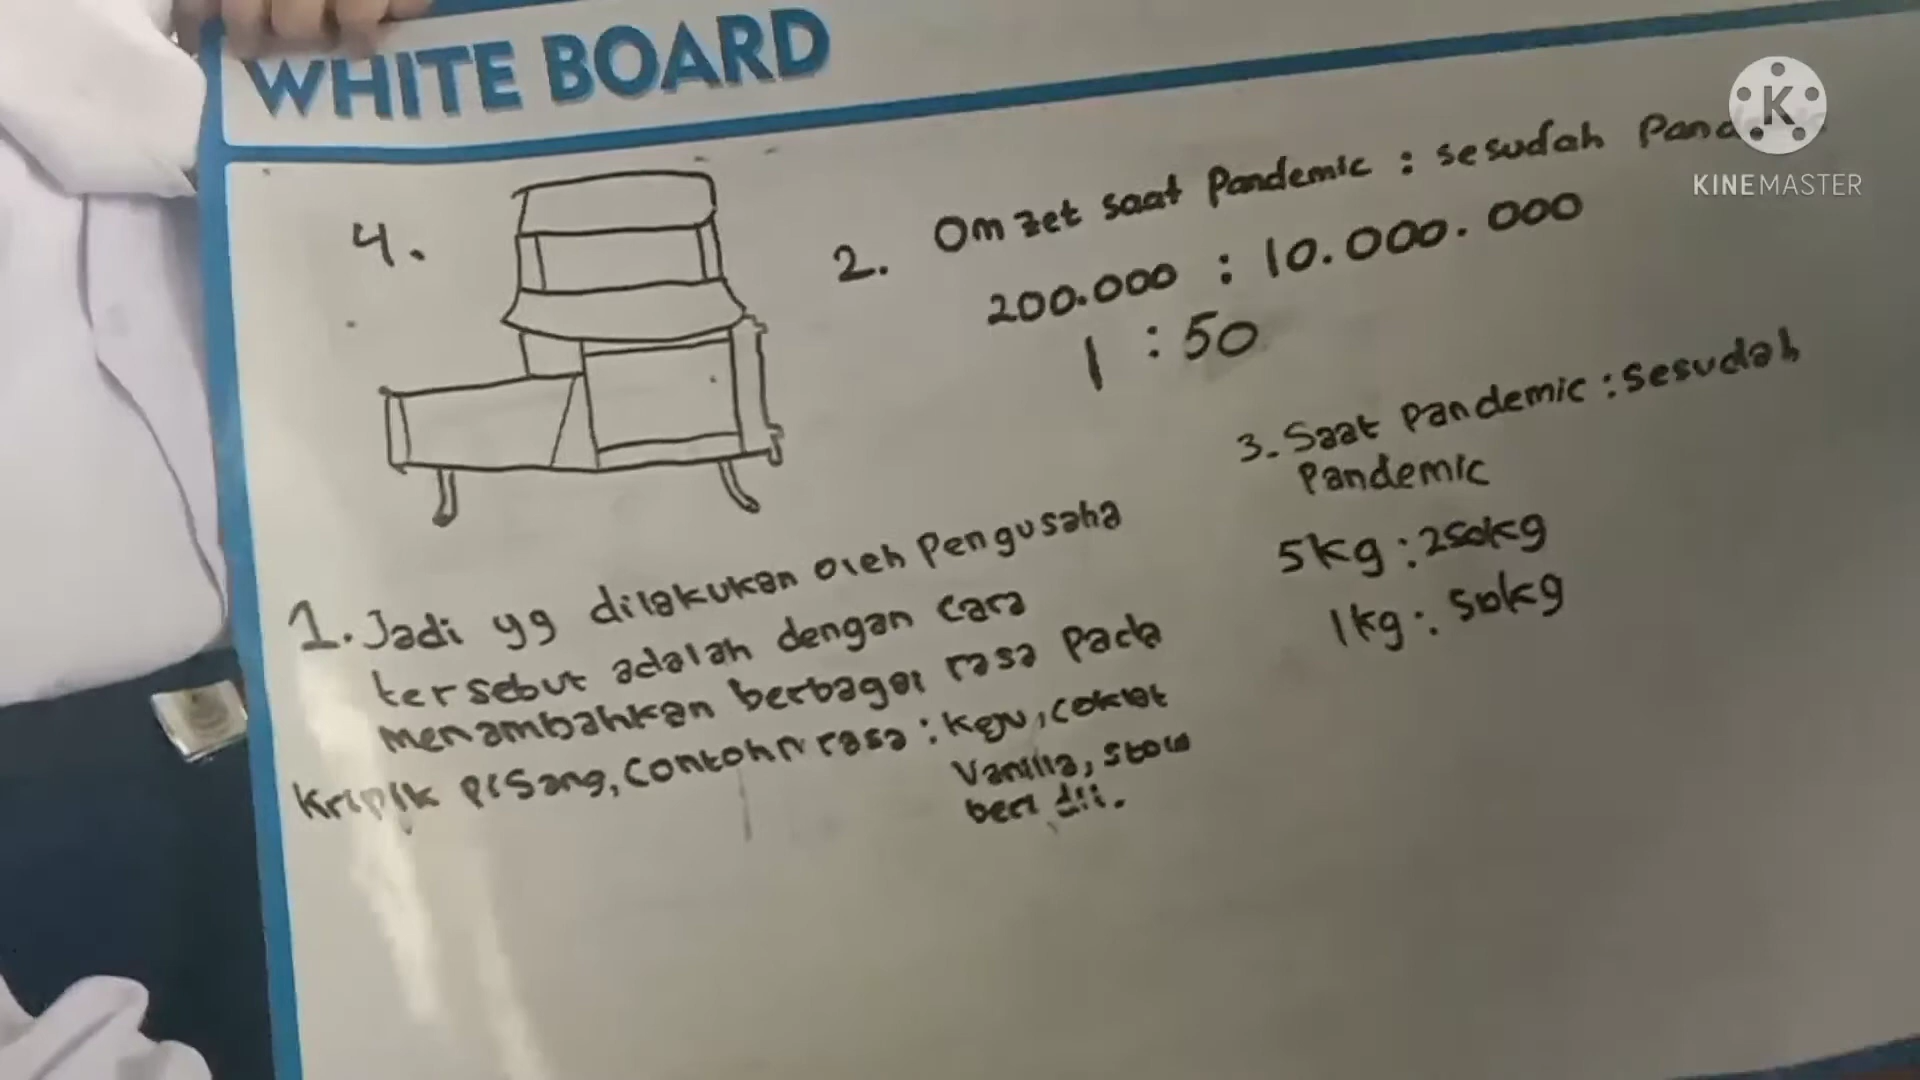 WHITE BOARD
4.
2. Omzet saat Pandemic : sesudah
200.000 : 10.000.000
1 : 50
3. Saat Pandemic : Sesudah
Pandemic
5kg : 250kg
1kg : 50kg
1. Jadi yg dilakukan oleh Pengusaha
tersebut adalah dengan cara
menambahkan berbagai rasa Pada
Kripik Pisang, Contohnr rasa : Keju, Coklat
Vanilla, Stow
beri dll.
K
KINEMASTER